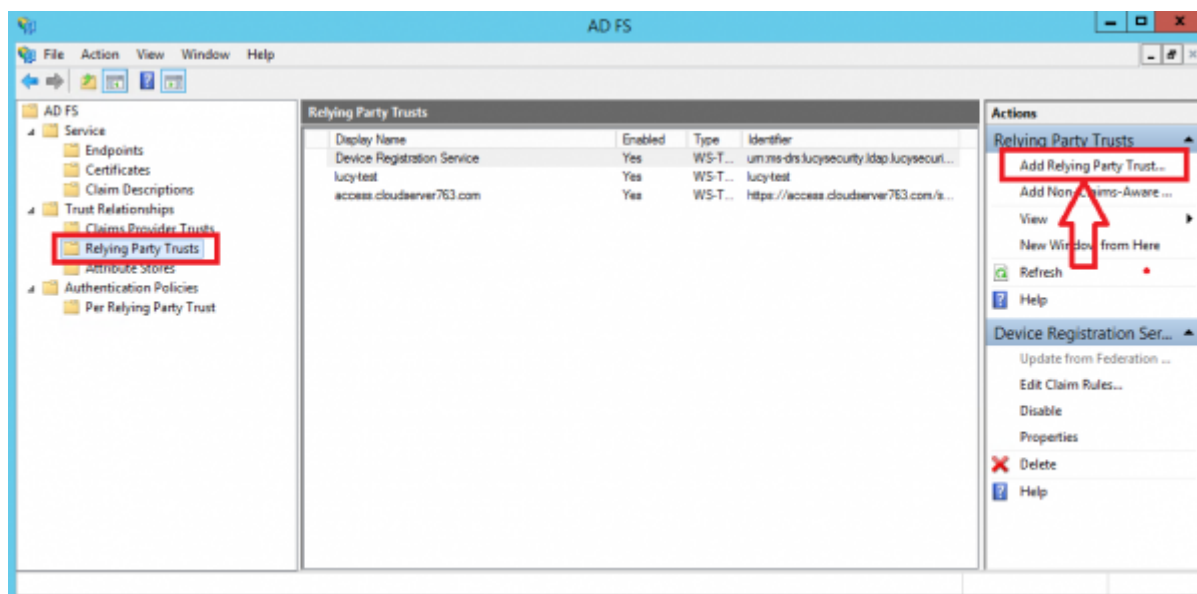 AD FS
File Action View Window Help
AD FS
Service
Endpoints
Certificates
Claim Descriptions
Trust Relationships
Claims Provider Trusts
Relying Party Trusts
Attribute Stores
Authentication Policies
Per Relying Party Trust
Relying Party Trusts
Display Name Enabled Type Identifier
Device Registration Service Yes WS-T... urn:ms-drs:lucysecurity.ldap.lucysecuri...
lucy-test Yes WS-T... lucy-test
access.cloudserver763.com Yes WS-T... https://access.cloudserver763.com/s...
Actions
Relying Party Trusts
Add Relying Party Trust...
Add Non-Claims-Aware ...
View
New Window from Here
Refresh
Help
Device Registration Ser...
Update from Federation ...
Edit Claim Rules...
Disable
Properties
Delete
Help